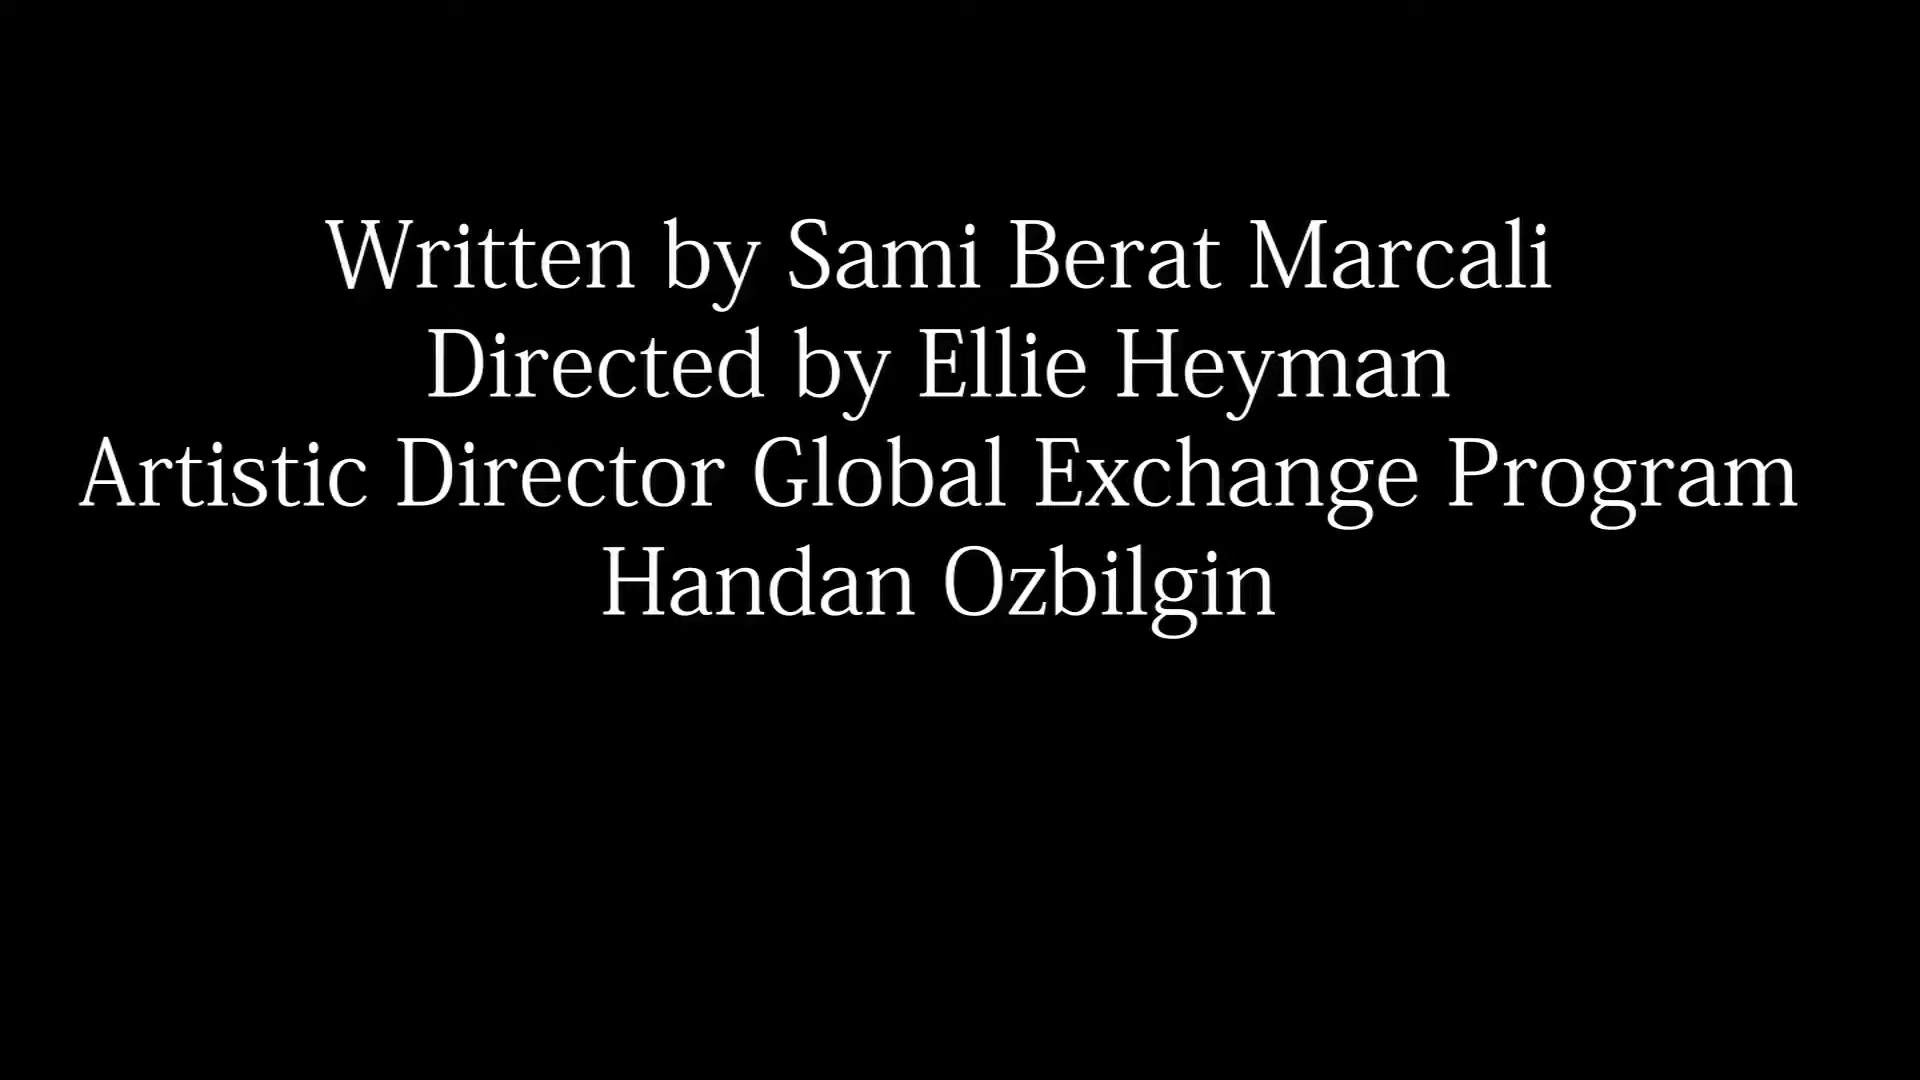 Written by Sami Berat Marcali
Directed by Ellie Heyman
Artistic Director Global Exchange Program
Handan Ozbilgin